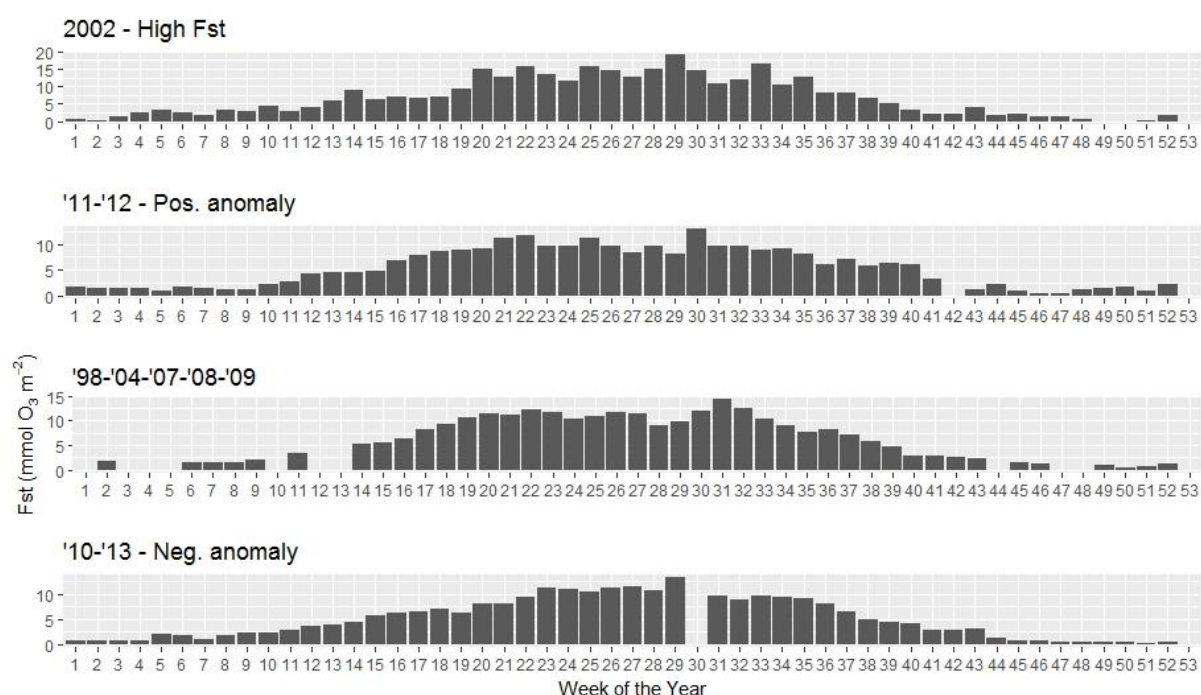 2002 - High Fst
20
15
10
5
0
1 2 3 4 5 6 7 8 9 10 11 12 13 14 15 16 17 18 19 20 21 22 23 24 25 26 27 28 29 30 31 32 33 34 35 36 37 38 39 40 41 42 43 44 45 46 47 48 49 50 51 52 53
'11-'12 - Pos. anomaly
10
5
0
1 2 3 4 5 6 7 8 9 10 11 12 13 14 15 16 17 18 19 20 21 22 23 24 25 26 27 28 29 30 31 32 33 34 35 36 37 38 39 40 41 42 43 44 45 46 47 48 49 50 51 52 53
Fst (mmol O₃ m⁻²)
'98-'04-'07-'08-'09
15
10
5
0
1 2 3 4 5 6 7 8 9 10 11 12 13 14 15 16 17 18 19 20 21 22 23 24 25 26 27 28 29 30 31 32 33 34 35 36 37 38 39 40 41 42 43 44 45 46 47 48 49 50 51 52 53
'10-'13 - Neg. anomaly
10
5
0
1 2 3 4 5 6 7 8 9 10 11 12 13 14 15 16 17 18 19 20 21 22 23 24 25 26 27 28 29 30 31 32 33 34 35 36 37 38 39 40 41 42 43 44 45 46 47 48 49 50 51 52 53
Week of the Year